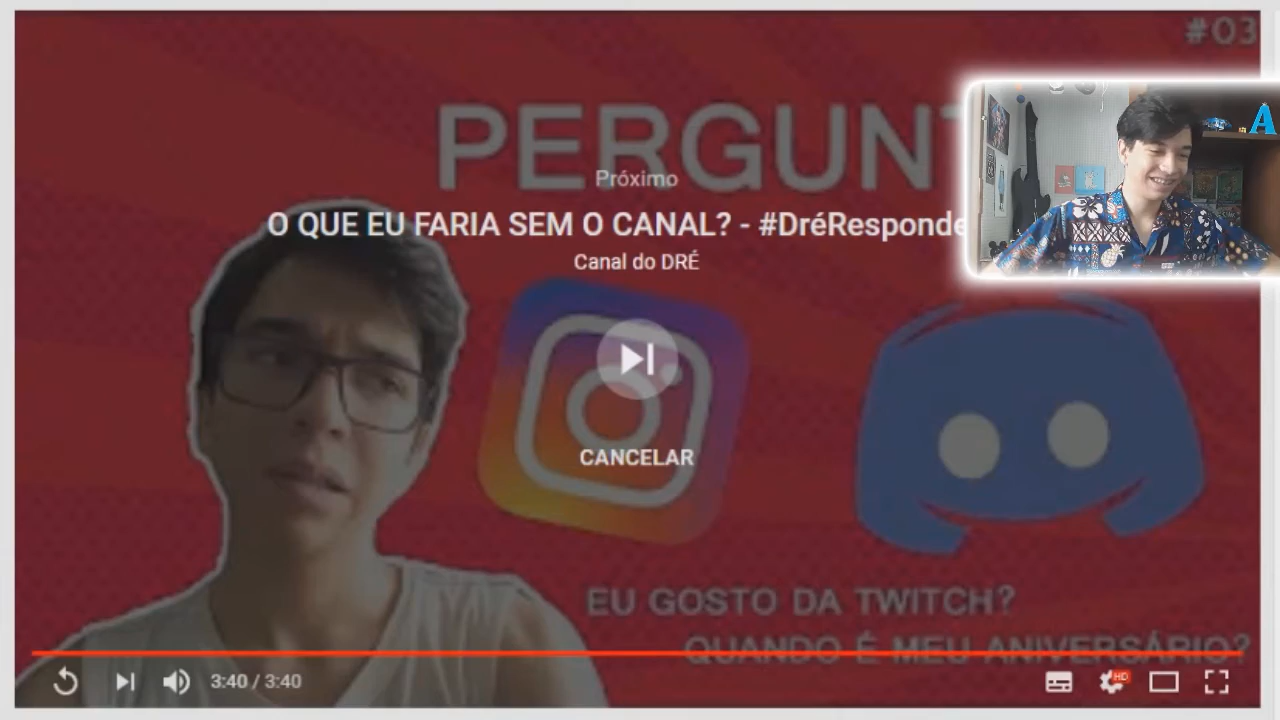 #03
PERGUNT
Próximo
O QUE EU FARIA SEM O CANAL? - #DréResponde
Canal do DRÉ
A
CANCELAR
EU GOSTO DA TWITCH?
QUANDO É MEU ANIVERSÁRIO?
3:40 / 3:40
HD